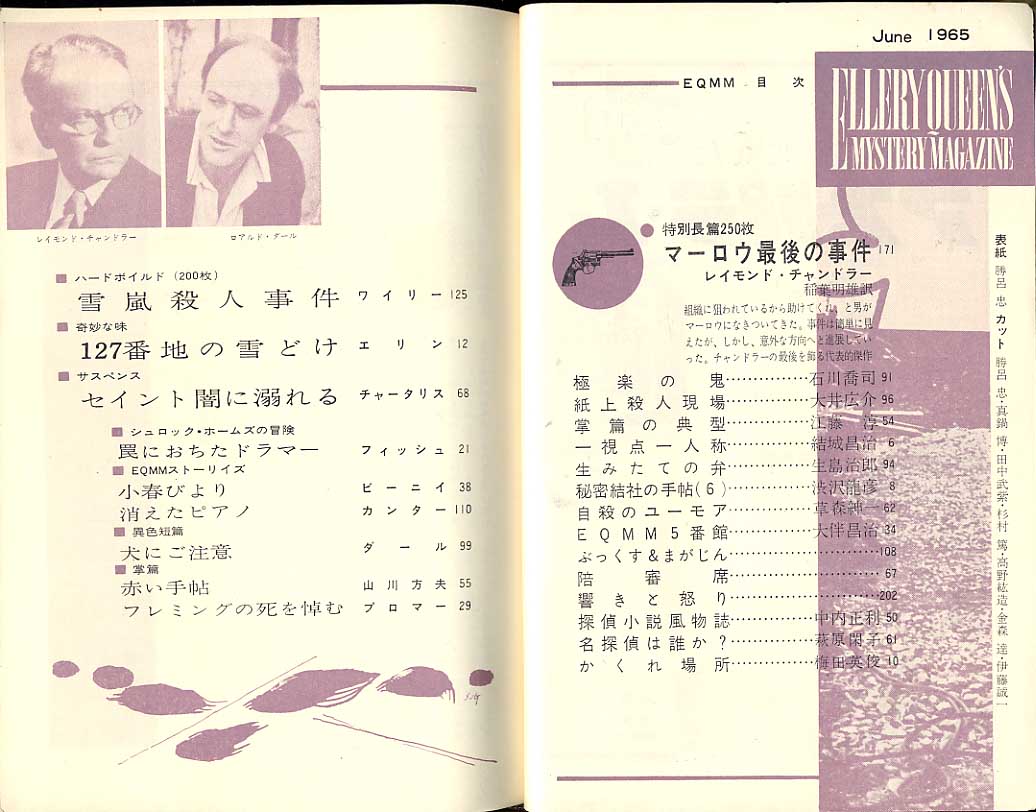 June 1965
EQMM 目次
ELLERY QUEEN'S
MYSTERY MAGAZINE
特別長篇250枚
マーロウ最後の事件 171
レイモンド・チャンドラー
稲葉明雄訳
組織に狙われているから助けてくれ、と男が
マーロウになきついてきた。事件は簡単に見
えたが、しかし、意外な方向へと進展してい
った。チャンドラーの最後を飾る代表的傑作
極楽の鬼……………石川喬司 91
紙上殺人現場……………大井広介 96
掌篇の典型……………江藤淳 54
一視点一人称……………結城昌治 6
生みたての弁……………生島治郎 94
秘密結社の手帖(6)……………渋沢龍彦 8
自殺のユーモア……………草森紳一 62
EQMM5番館……………大伴昌治 34
ぶっくす&まがじん……………108
陪審席……………67
響きと怒り……………202
探偵小説風物誌……………中内正利 50
名探偵は誰か?……………萩原閑子 61
かくれ場所……………梅田英俊 10
表紙 勝呂 忠 カット 勝呂 忠・真鍋 博・田中武紫・杉村 篤・高野紘造・金森 達・伊藤誠一
レイモンド・チャンドラー
ロアルド・ダール
ハードボイルド(200枚)
雪嵐殺人事件 ワイリー 125
奇妙な味
127番地の雪どけ エリン 12
サスペンス
セイント闇に溺れる チャータリス 68
シュロック・ホームズの冒険
罠におちたドラマー フィッシュ 21
EQMMストーリイズ
小春びより ビーニイ 38
消えたピアノ カンター 110
異色短篇
犬にご注意 ダール 99
掌篇
赤い手帖 山川方夫 55
フレミングの死を悼む ブロマー 29